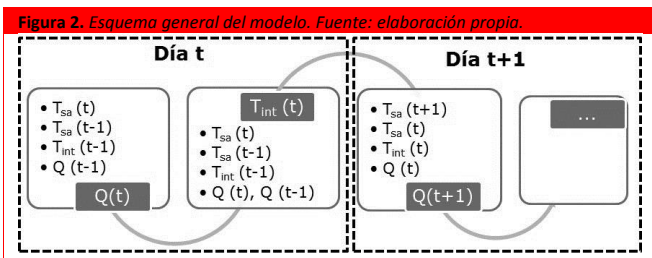 Figura 2. Esquema general del modelo. Fuente: elaboración propia.
Día t
• Tsa (t)
• Tsa (t-1)
• Tint (t-1)
• Q (t-1)
Q(t)
Tint (t)
• Tsa (t)
• Tsa (t-1)
• Tint (t-1)
• Q (t), Q (t-1)
Día t+1
• Tsa (t+1)
• Tsa (t)
• Tint (t)
• Q (t)
Q(t+1)
...